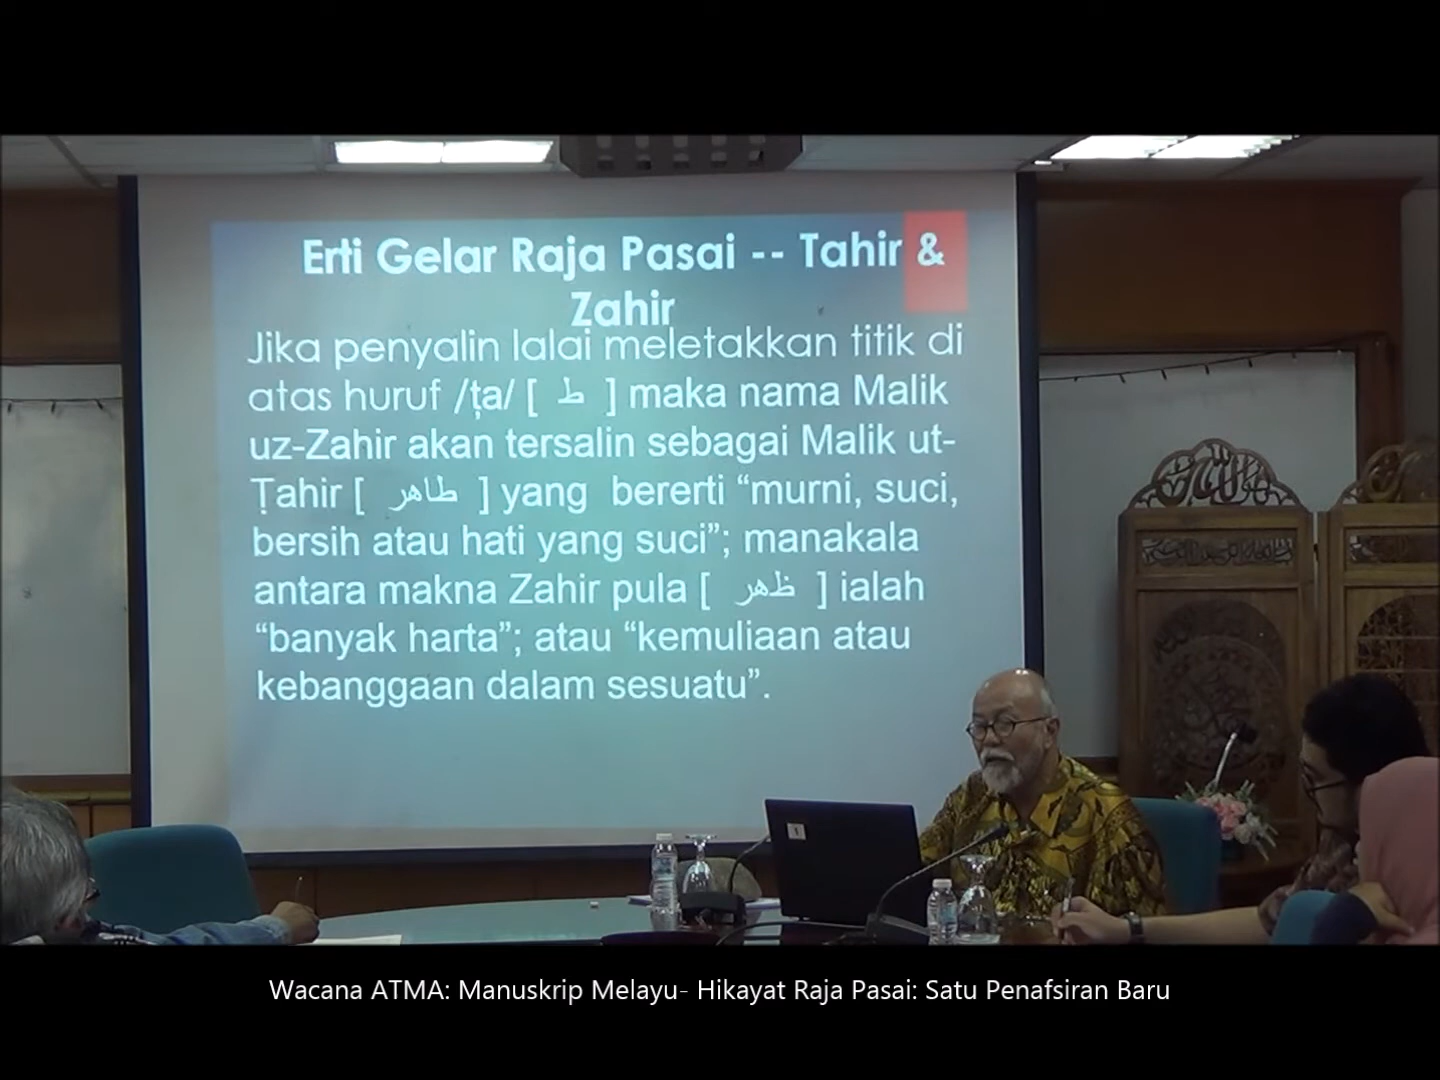 Erti Gelar Raja Pasai -- Tahir &
Zahir
Jika penyalin lalai meletakkan titik di
atas huruf /ṭa/ [ ط ] maka nama Malik
uz-Zahir akan tersalin sebagai Malik ut-
Ṭahir [ طاهر ] yang bererti “murni, suci,
bersih atau hati yang suci”; manakala
antara makna Zahir pula [ ظهر ] ialah
“banyak harta”; atau “kemuliaan atau
kebanggaan dalam sesuatu”.
Wacana ATMA: Manuskrip Melayu- Hikayat Raja Pasai: Satu Penafsiran Baru